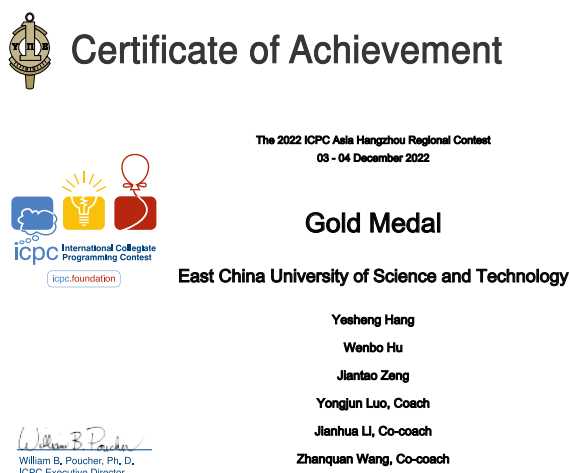 Certificate of Achievement
The 2022 ICPC Asia Hangzhou Regional Contest
03 - 04 December 2022
Gold Medal
East China University of Science and Technology
Yesheng Hang
Wenbo Hu
Jiantao Zeng
Yongjun Luo, Coach
Jianhua Li, Co-coach
Zhanquan Wang, Co-coach
icpc International Collegiate
Programming Contest
icpc.foundation
William B. Poucher
William B. Poucher, Ph. D.
ICPC Executive Director